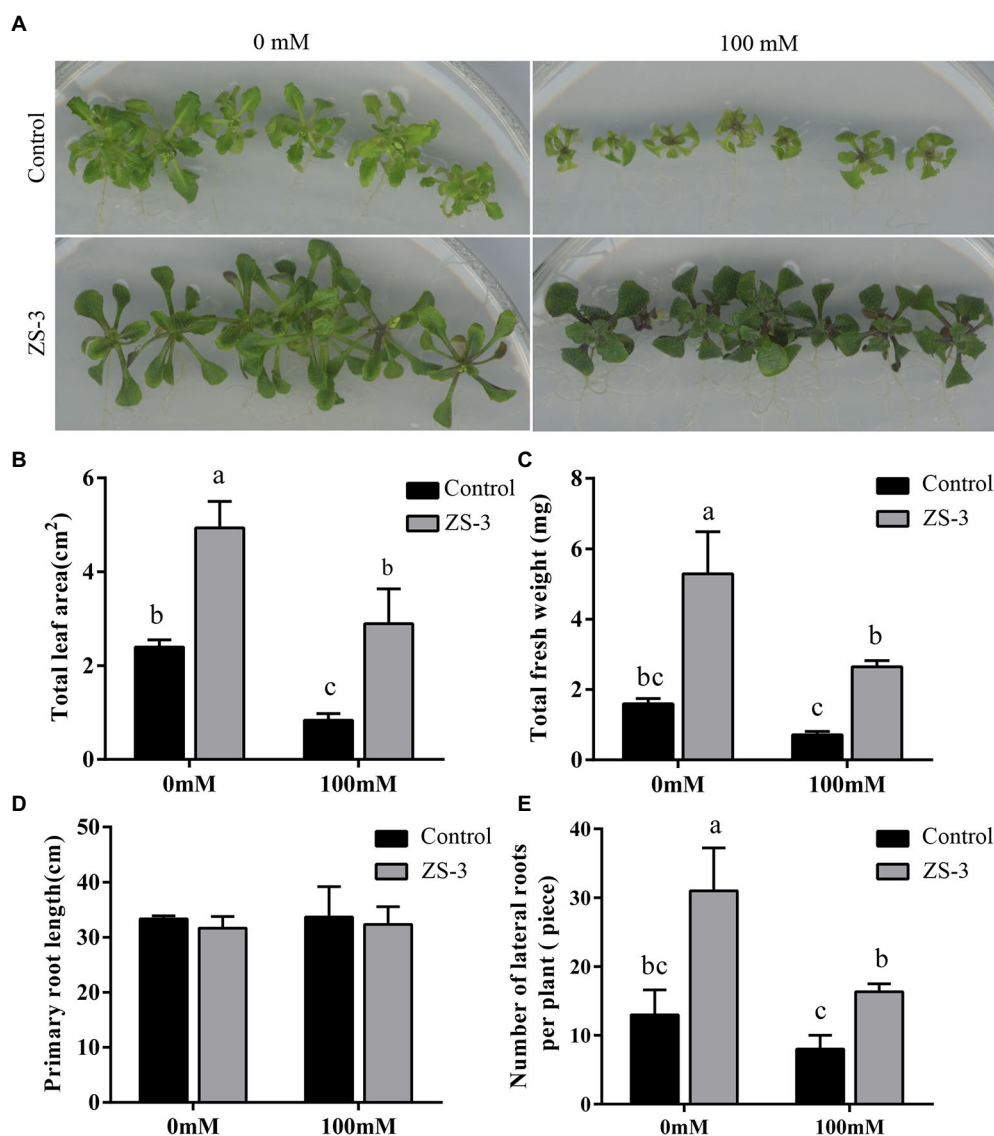 A
0 mM
100 mM
Control
ZS-3
B
Total leaf area(cm²)
6
4
2
0
a
b
b
c
Control
ZS-3
0mM
100mM
C
Total fresh weight (mg)
8
6
4
2
0
a
bc
b
c
Control
ZS-3
0mM
100mM
D
Primary root length(cm)
50
40
30
20
10
0
Control
ZS-3
0mM
100mM
E
Number of lateral roots
per plant ( piece)
40
30
20
10
0
a
bc
b
c
Control
ZS-3
0mM
100mM